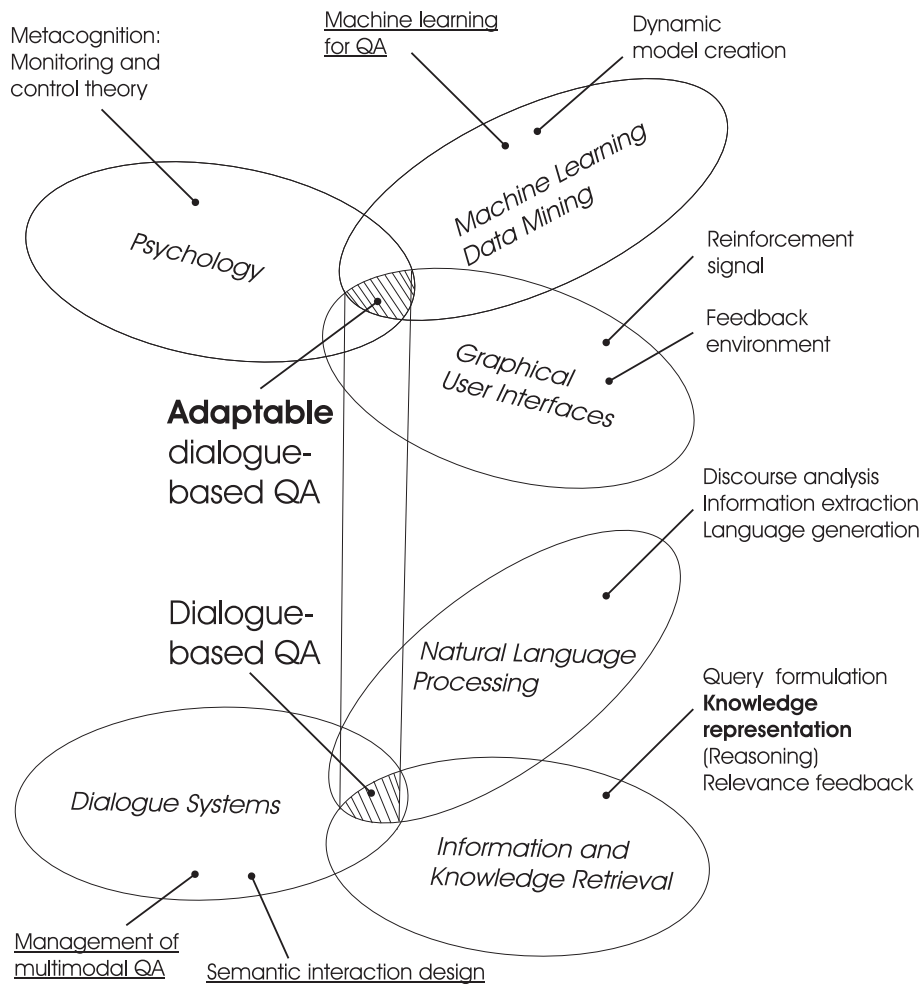 Machine learning
for QA
Dynamic
model creation
Metacognition:
Monitoring and
control theory
Machine Learning
Data Mining
Psychology
Reinforcement
signal
Feedback
environment
Graphical
User Interfaces
Adaptable
dialogue-
based QA
Discourse analysis
Information extraction
Language generation
Dialogue-
based QA
Natural Language
Processing
Query formulation
Knowledge
representation
(Reasoning)
Relevance feedback
Dialogue Systems
Information and
Knowledge Retrieval
Management of
multimodal QA
Semantic interaction design